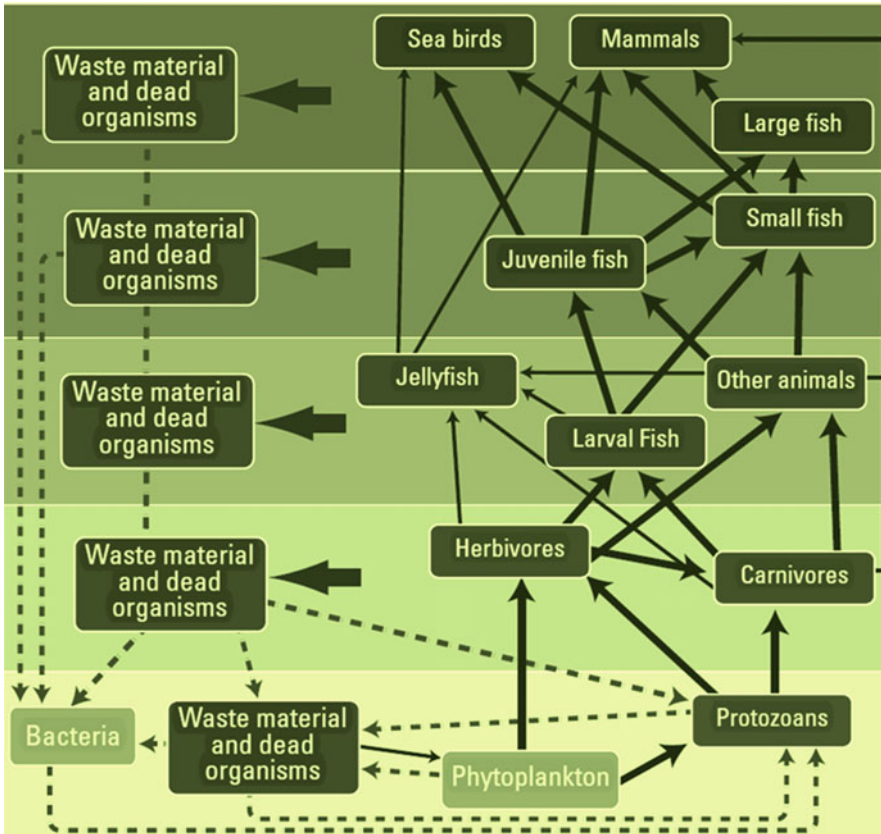 Sea birds
Mammals
Waste material
and dead
organisms
Large fish
Waste material
and dead
organisms
Small fish
Juvenile fish
Jellyfish
Other animals
Waste material
and dead
organisms
Larval Fish
Waste material
and dead
organisms
Herbivores
Carnivores
Bacteria
Waste material
and dead
organisms
Protozoans
Phytoplankton